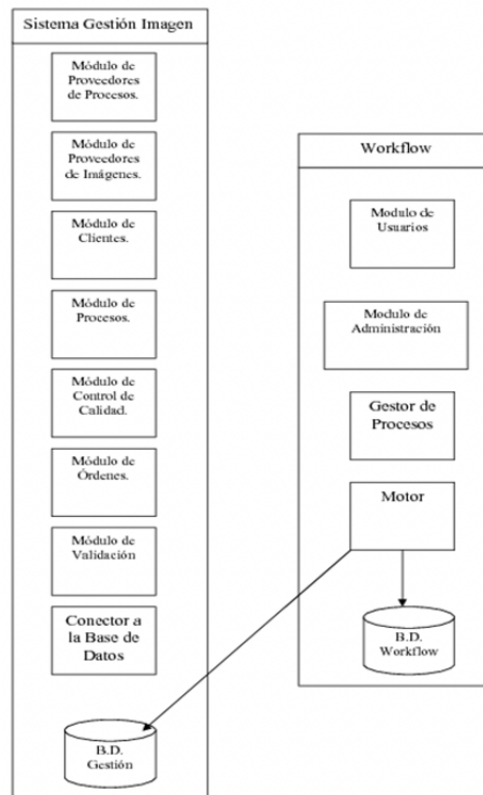 Sistema Gestión Imagen
Módulo de
Proveedores
de Procesos.
Módulo de
Proveedores
de Imágenes.
Módulo de
Clientes.
Módulo de
Procesos.
Módulo de
Control de
Calidad.
Módulo de
Órdenes.
Módulo de
Validación
Conector a
la Base de
Datos
B.D.
Gestión
Workflow
Modulo de
Usuarios
Modulo de
Administración
Gestor de
Procesos
Motor
B.D.
Workflow